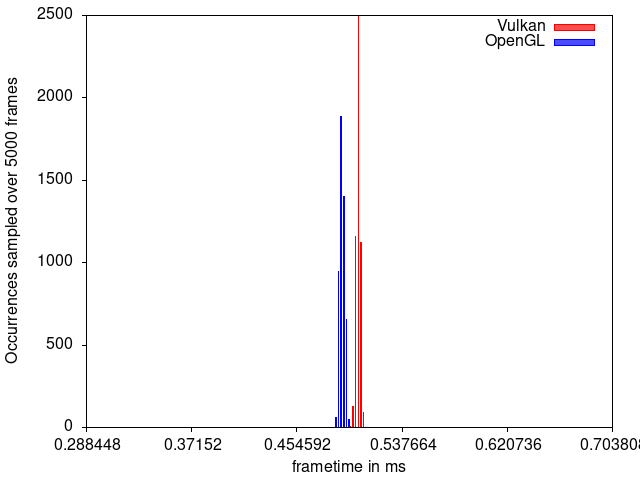 2500
Vulkan
OpenGL
2000
1500
1000
500
0
Occurrences sampled over 5000 frames
0.288448 0.37152 0.454592 0.537664 0.620736 0.703808
frametime in ms